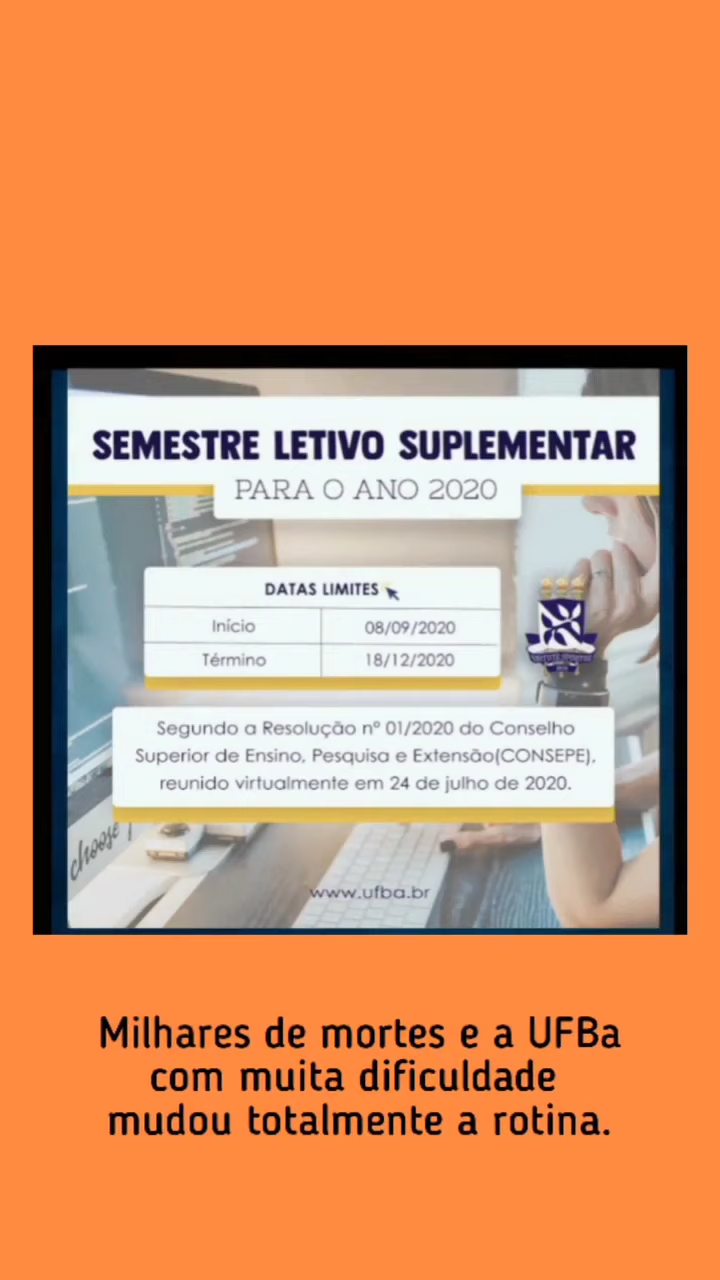 SEMESTRE LETIVO SUPLEMENTAR
PARA O ANO 2020
DATAS LIMITES
Início 08/09/2020
Término 18/12/2020
Segundo a Resolução nº 01/2020 do Conselho
Superior de Ensino, Pesquisa e Extensão(CONSEPE),
reunido virtualmente em 24 de julho de 2020.
choose
www.ufba.br
Milhares de mortes e a UFBa
com muita dificuldade
mudou totalmente a rotina.